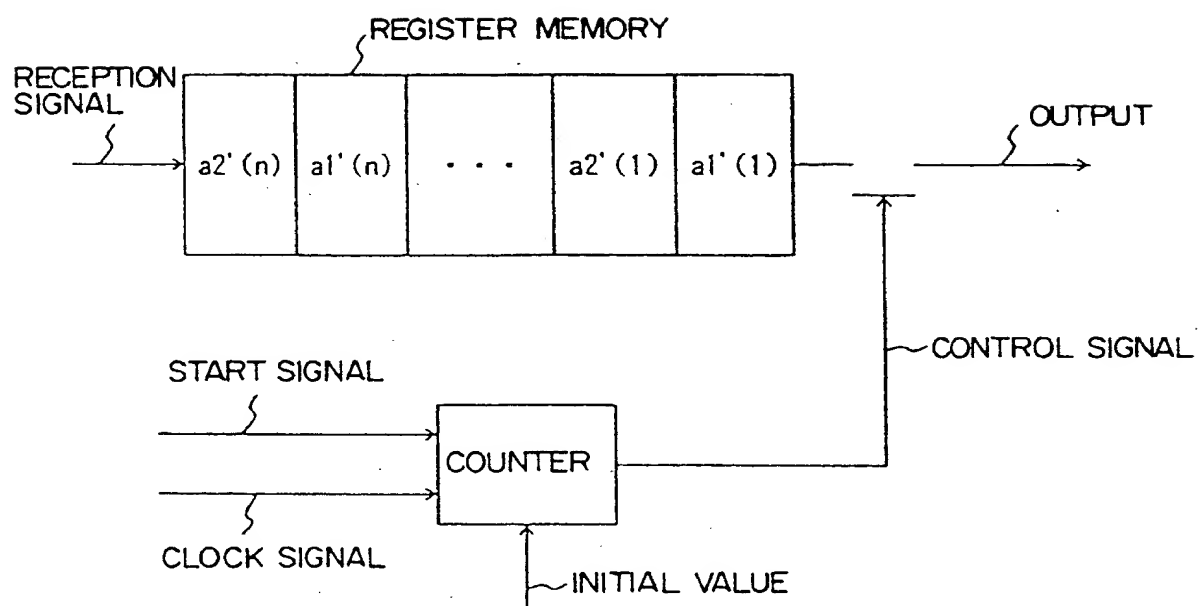 REGISTER MEMORY
RECEPTION
SIGNAL
a2'(n) a1'(n) · · · a2'(1) a1'(1)
OUTPUT
CONTROL SIGNAL
START SIGNAL
COUNTER
CLOCK SIGNAL
INITIAL VALUE